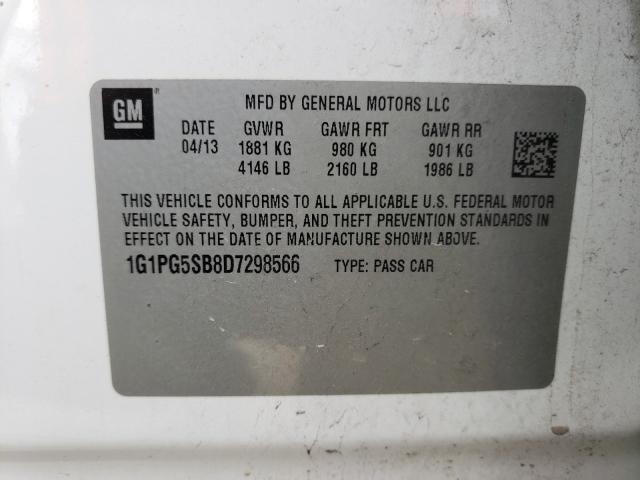 GM
MFD BY GENERAL MOTORS LLC
DATE GVWR GAWR FRT GAWR RR
04/13 1881 KG 980 KG 901 KG
4146 LB 2160 LB 1986 LB
THIS VEHICLE CONFORMS TO ALL APPLICABLE U.S. FEDERAL MOTOR
VEHICLE SAFETY, BUMPER, AND THEFT PREVENTION STANDARDS IN
EFFECT ON THE DATE OF MANUFACTURE SHOWN ABOVE.
1G1PG5SB8D7298566 TYPE: PASS CAR